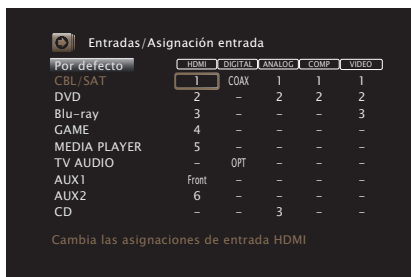 Entradas/Asignación entrada
Por defecto HDMI DIGITAL ANALOG COMP VIDEO
CBL/SAT 1 COAX 1 1 1
DVD 2 – 2 2 2
Blu-ray 3 – – – 3
GAME 4 – – – –
MEDIA PLAYER 5 – – – –
TV AUDIO – OPT – – –
AUX1 Front – – – –
AUX2 6 – – – –
CD – – 3 – –
Cambia las asignaciones de entrada HDMI